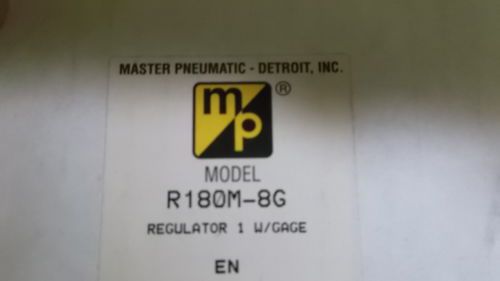 MASTER PNEUMATIC - DETROIT, INC.
mp®
MODEL
R180M-8G
REGULATOR 1 W/GAGE
EN